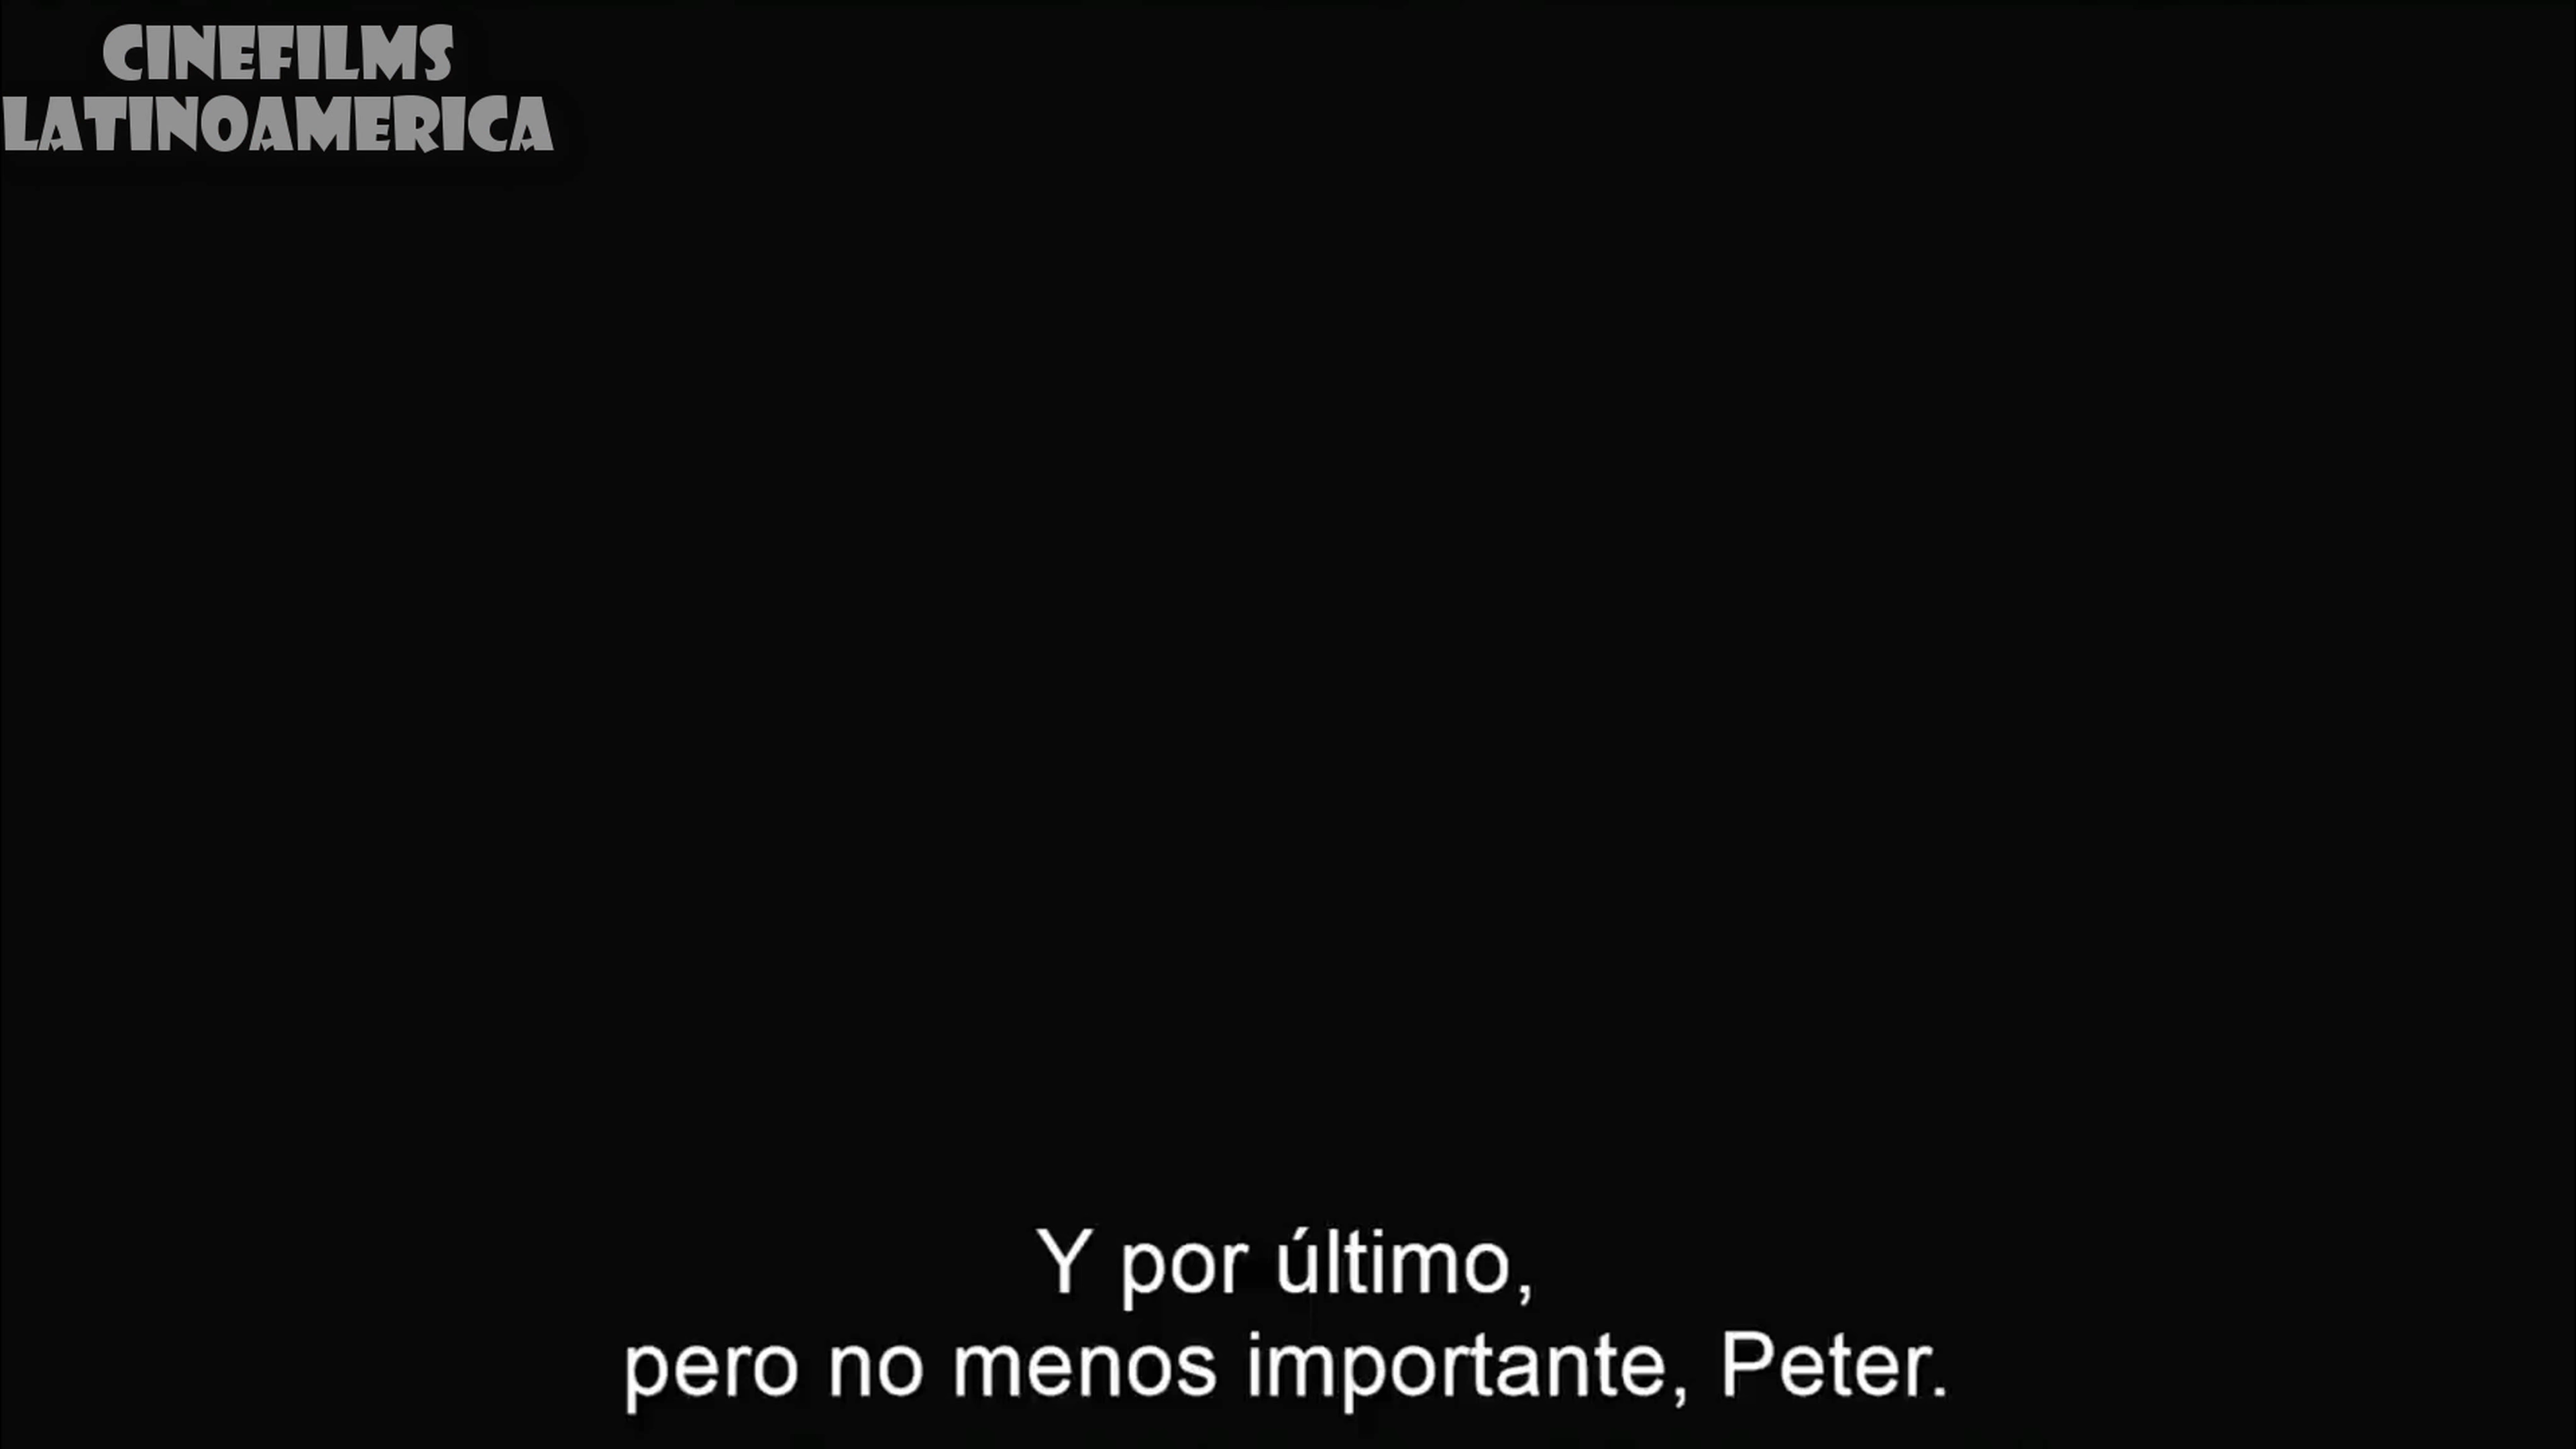 CINEFILMS
LATINOAMERICA
Y por último,
pero no menos importante, Peter.